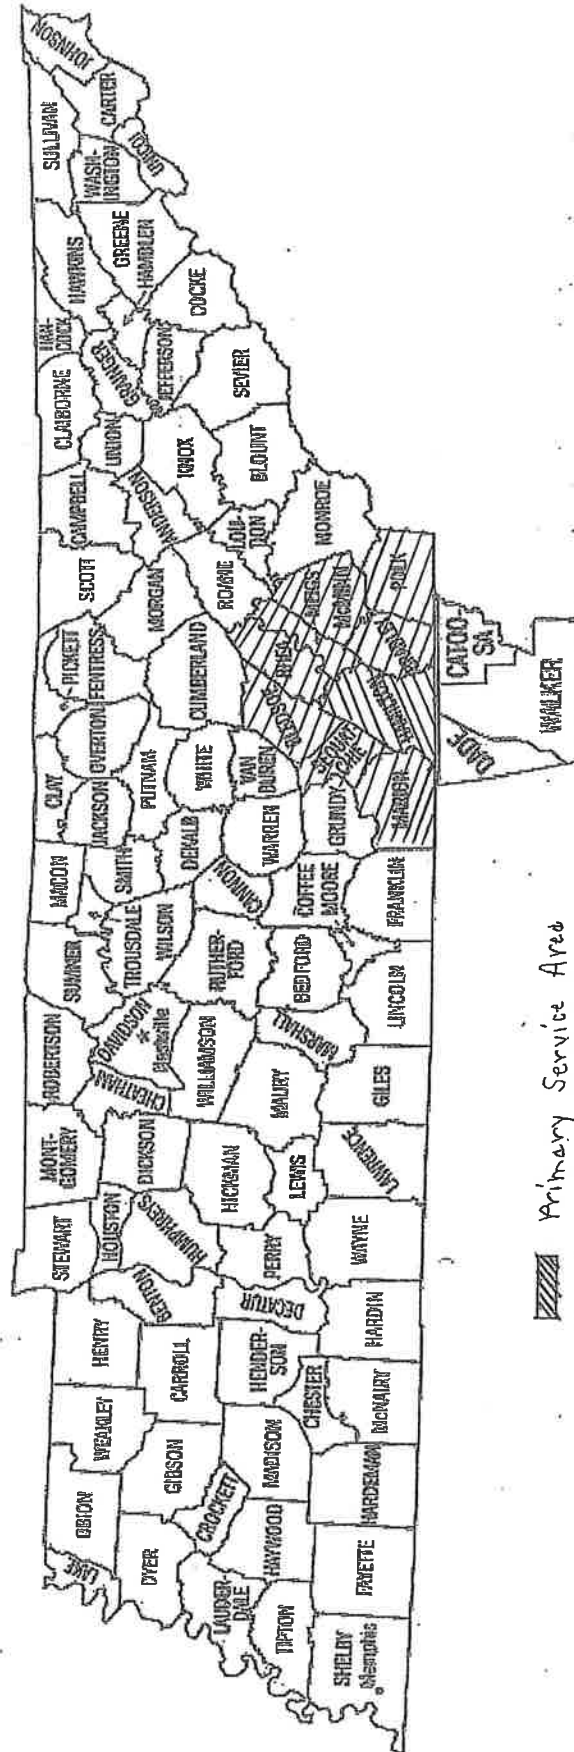 LAKE
OBION
WEAKLEY
HENRY
STEWART
MONT-
GOMERY
ROBERTSON
SUMNER
MACON
CLAY
PICKETT
SCOTT
CAMPBELL
CLAIBORNE
HAN-
COCK
HAWKINS
SULLIVAN
JOHNSON
DYER
GIBSON
CARROLL
BENTON
HOUSTON
HUMPHREYS
DICKSON
CHEATHAM
DAVIDSON
*
Nashville
TROUSDALE
WILSON
SMITH
JACKSON
OVERTON
FENTRESS
MORGAN
ANDERSON
UNION
GRAINGER
HAMBLEN
GREENE
WASH-
INGTON
CARTER
UNICOI
LAUDER-
DALE
CROCKETT
HAYWOOD
MADISON
HENDER-
SON
DECATUR
PERRY
HICKMAN
WILLIAMSON
RUTHER-
FORD
CANNON
DEKALB
PUTNAM
WHITE
CUMBERLAND
ROANE
KNOX
JEFFERSON
COCKE
TIPTON
CHESTER
LEWIS
MAURY
MARSHALL
BEDFORD
COFFEE
MOORE
WARREN
VAN
BUREN
BLEDSOE
RHEA
MEIGS
MCMINN
LOU-
DON
BLOUNT
SEVIER
SHELBY
Memphis
FAYETTE
HARDEMAN
McNAIRY
HARDIN
WAYNE
LAWRENCE
GILES
LINCOLN
FRANKLIN
GRUNDY
SEQUAT-
CHIE
MARION
HAMILTON
BRADLEY
POLK
MONROE
DADE
WALKER
CATOO-
SA
Primary Service Area